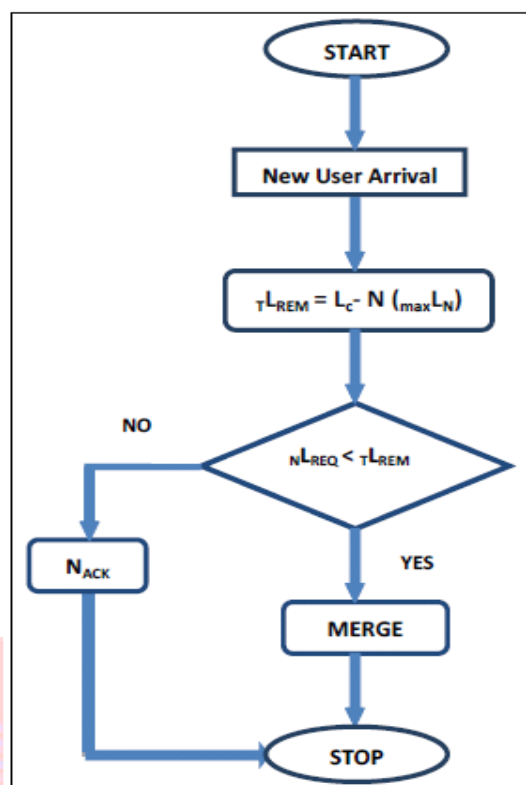 START
New User Arrival
TLREM = Lc- N (maxLN)
NO
NLREQ < TLREM
NACK
YES
MERGE
STOP